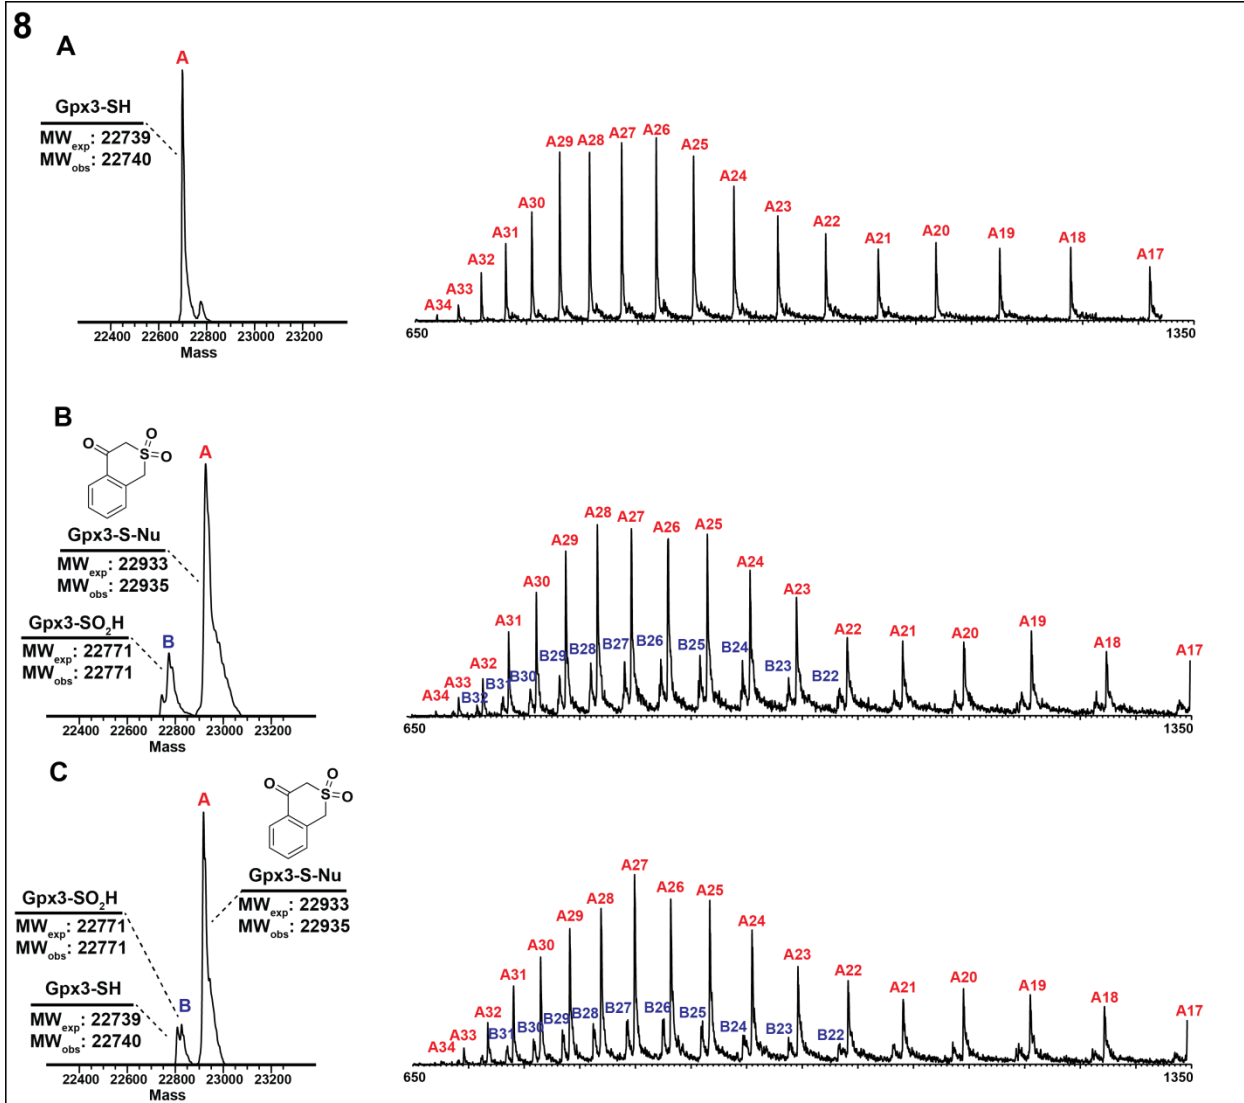 8
A
A
Gpx3-SH
MWexp: 22739
MWobs: 22740
22400 22600 22800 23000 23200
Mass
A34 A33 A32 A31 A30 A29 A28 A27 A26 A25 A24 A23 A22 A21 A20 A19 A18 A17
650 1350
B
O O S O
A
Gpx3-S-Nu
MWexp: 22933
MWobs: 22935
Gpx3-SO2H
MWexp: 22771
MWobs: 22771
B
22400 22600 22800 23000 23200
Mass
A34 A33 A32 A31 A30 A29 A28 A27 A26 A25 A24 A23 A22 A21 A20 A19 A18 A17
B32 B31 B30 B29 B28 B27 B26 B25 B24 B23 B22
650 1350
C
A
O O S O
Gpx3-S-Nu
MWexp: 22933
MWobs: 22935
Gpx3-SO2H
MWexp: 22771
MWobs: 22771
B
Gpx3-SH
MWexp: 22739
MWobs: 22740
22400 22600 22800 23000 23200
Mass
A34 A33 A32 A31 A30 A29 A28 A27 A26 A25 A24 A23 A22 A21 A20 A19 A18 A17
B31 B30 B29 B28 B27 B26 B25 B24 B23 B22
650 1350